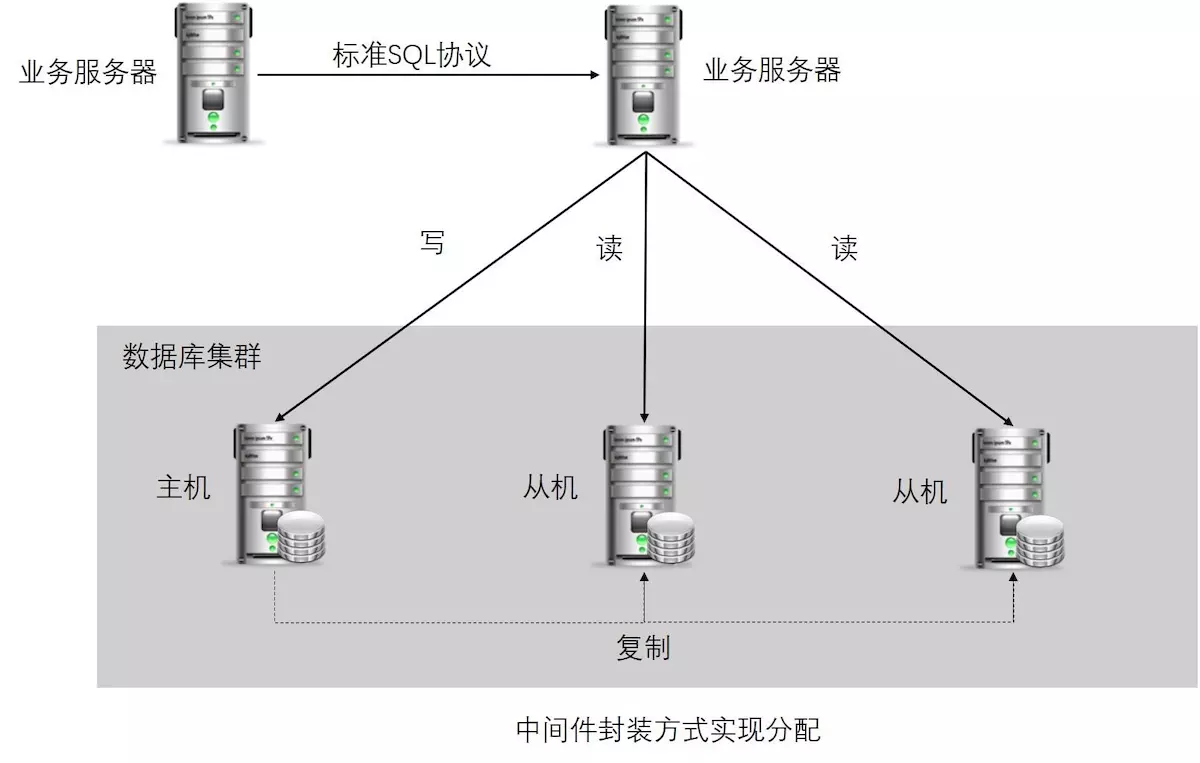 业务服务器
标准SQL协议
业务服务器
写
读
读
数据库集群
主机
从机
从机
复制
中间件封装方式实现分配